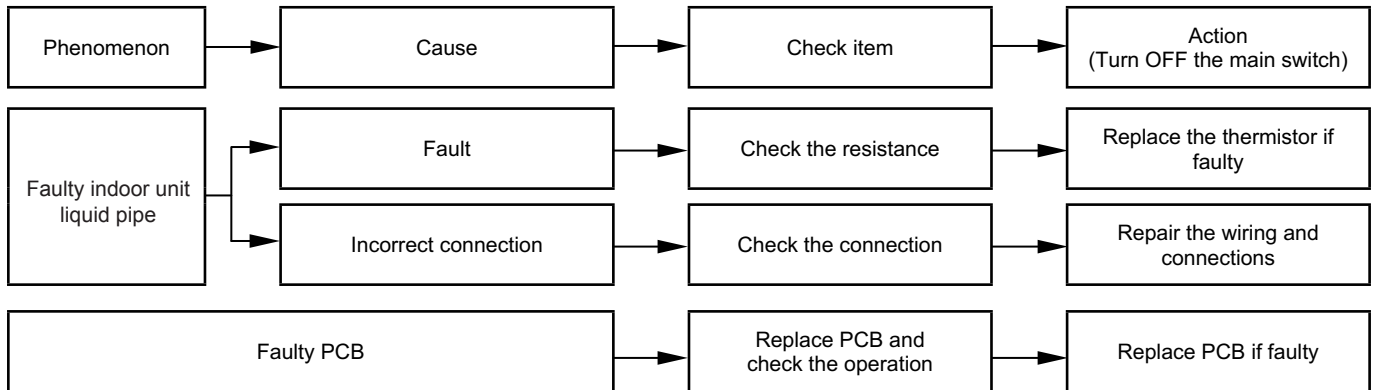 Phenomenon
Cause
Check item
Action
(Turn OFF the main switch)
Faulty indoor unit
liquid pipe
Fault
Check the resistance
Replace the thermistor if
faulty
Incorrect connection
Check the connection
Repair the wiring and
connections
Faulty PCB
Replace PCB and
check the operation
Replace PCB if faulty